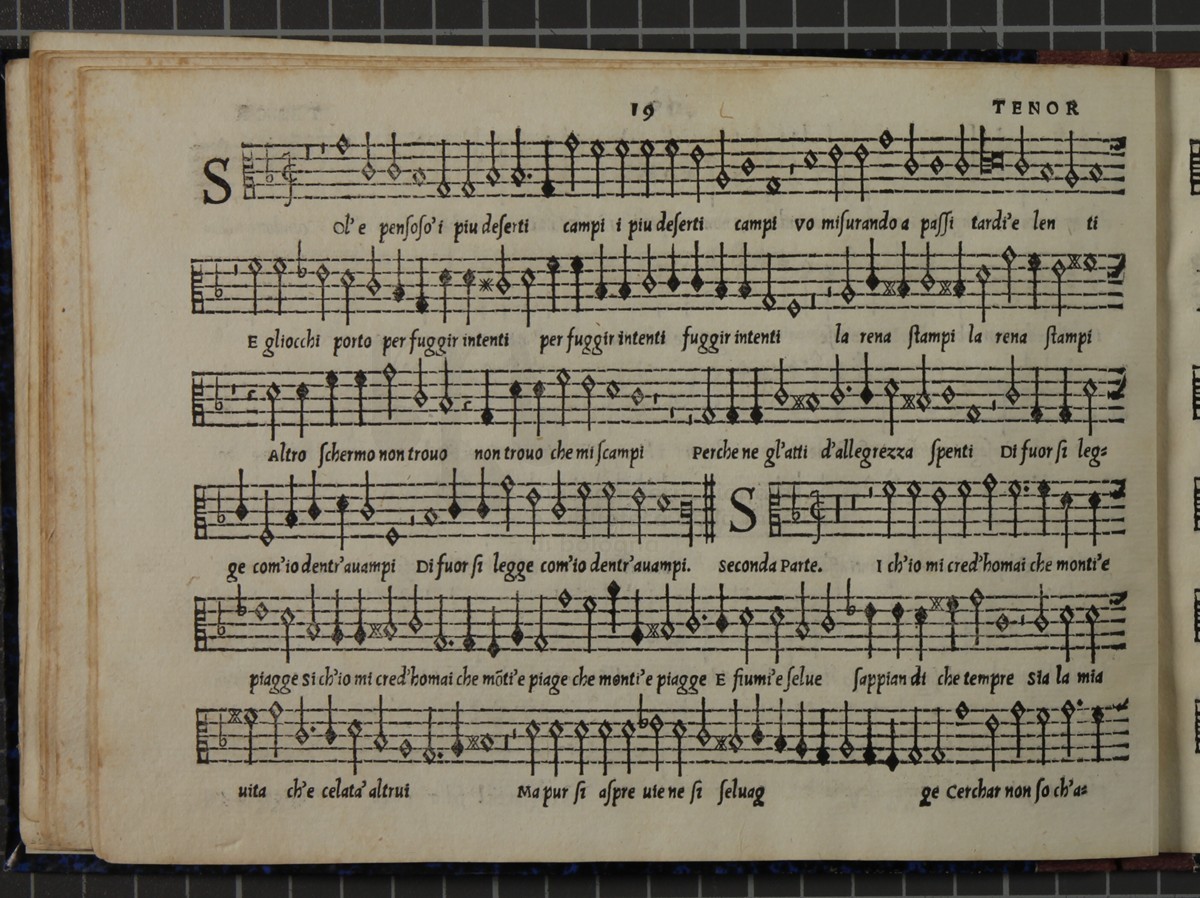 19 TENOR
S
Ol'e pensoso'i piu deserti campi i piu deserti campi vo misurando a passi tardi'e len ti
E gliocchi porto per fuggir intenti per fuggir intenti fuggir intenti la rena stampi la rena stampi
Altro schermo non trouo non trouo che mi scampi Perche ne gl'atti d'allegrezza spenti Di fuor si leg=
S
ge com'io dentr'auampi Di fuor si legge com'io dentr'auampi. Seconda Parte. I ch'io mi cred'homai che monti'e
piagge Si ch'io mi cred'homai che mõti'e piage che monti'e piagge E fiumi'e selue sappian di che tempre Sia la mia
uita ch'e celata'altrui Ma pur si aspre uie ne si seluag ge Cerchar non so ch'a=